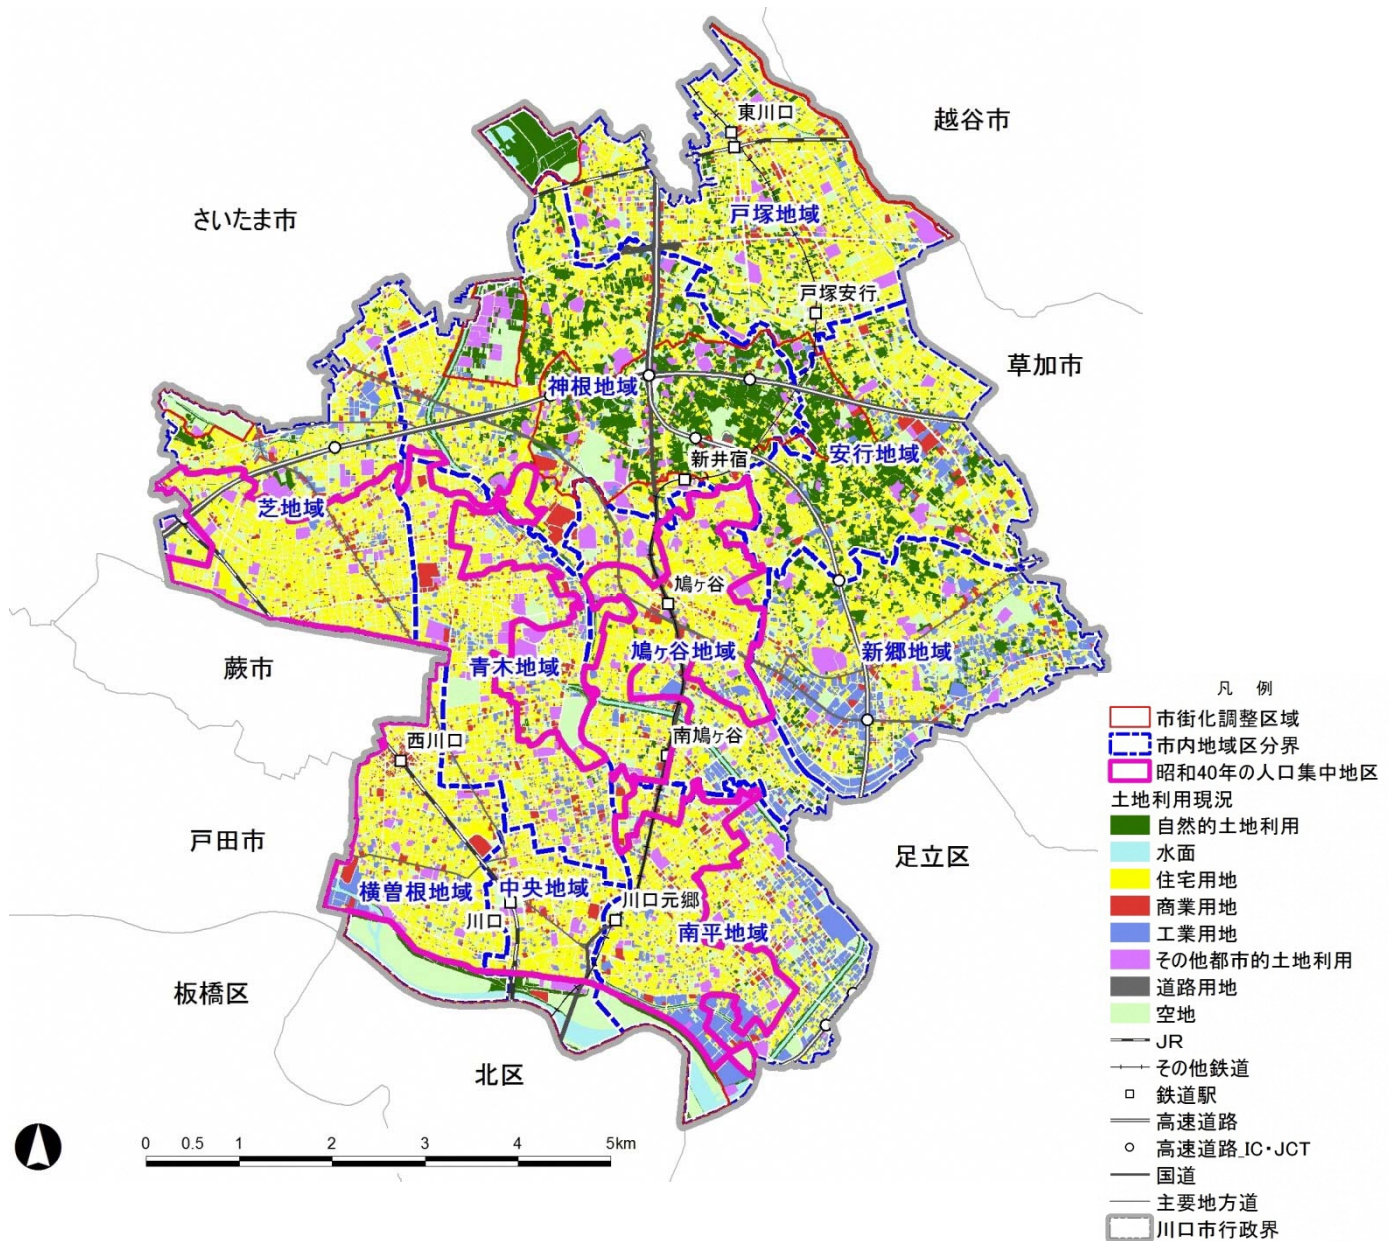 越谷市
東川口
さいたま市
戸塚地域
戸塚安行
草加市
神根地域
安行地域
新井宿
芝地域
鳩ヶ谷
鳩ヶ谷地域
新郷地域
青木地域
蕨市
南鳩ヶ谷
西川口
戸田市
足立区
横曽根地域
中央地域
川口元郷
川口
南平地域
板橋区
北区
0 0.5 1 2 3 4 5km
凡 例
市街化調整区域
市内地域区分界
昭和40年の人口集中地区
土地利用現況
自然的土地利用
水面
住宅用地
商業用地
工業用地
その他都市的土地利用
道路用地
空地
JR
その他鉄道
鉄道駅
高速道路
高速道路_IC・JCT
国道
主要地方道
川口市行政界